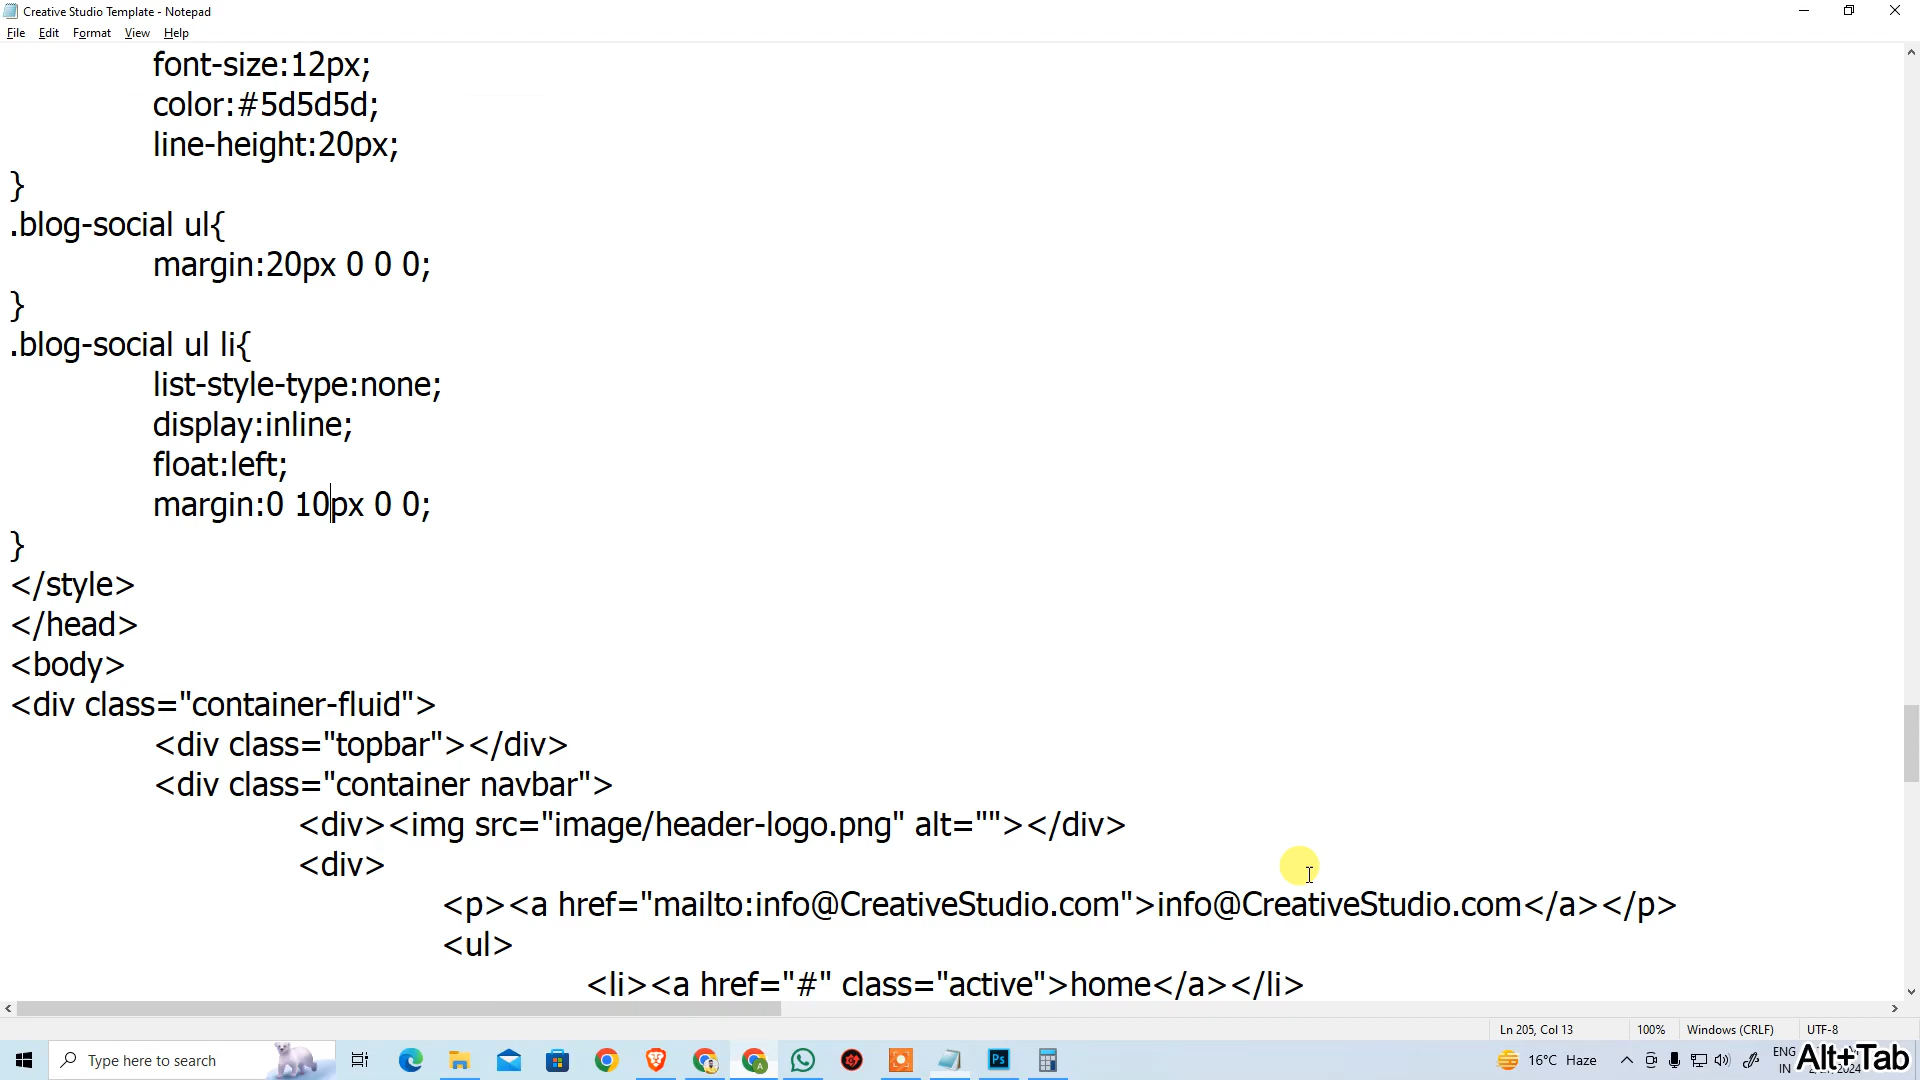 Creative Studio Template - Notepad
File Edit Format View Help
font-size:12px;
color:#5d5d5d;
line-height:20px;
}
.blog-social ul{
margin:20px 0 0 0;
}
.blog-social ul li{
list-style-type:none;
display:inline;
float:left;
margin:0 10px 0 0;
}
</style>
</head>
<body>
<div class="container-fluid">
<div class="topbar"></div>
<div class="container navbar">
<div><img src="image/header-logo.png" alt=""></div>
<div>
<p><a href="mailto:info@CreativeStudio.com">info@CreativeStudio.com</a></p>
<ul>
<li><a href="#" class="active">home</a></li>
Ln 205, Col 13 100% Windows (CRLF) UTF-8
Type here to search
Ps
16°C Haze
ENG
IN
Alt+Tab